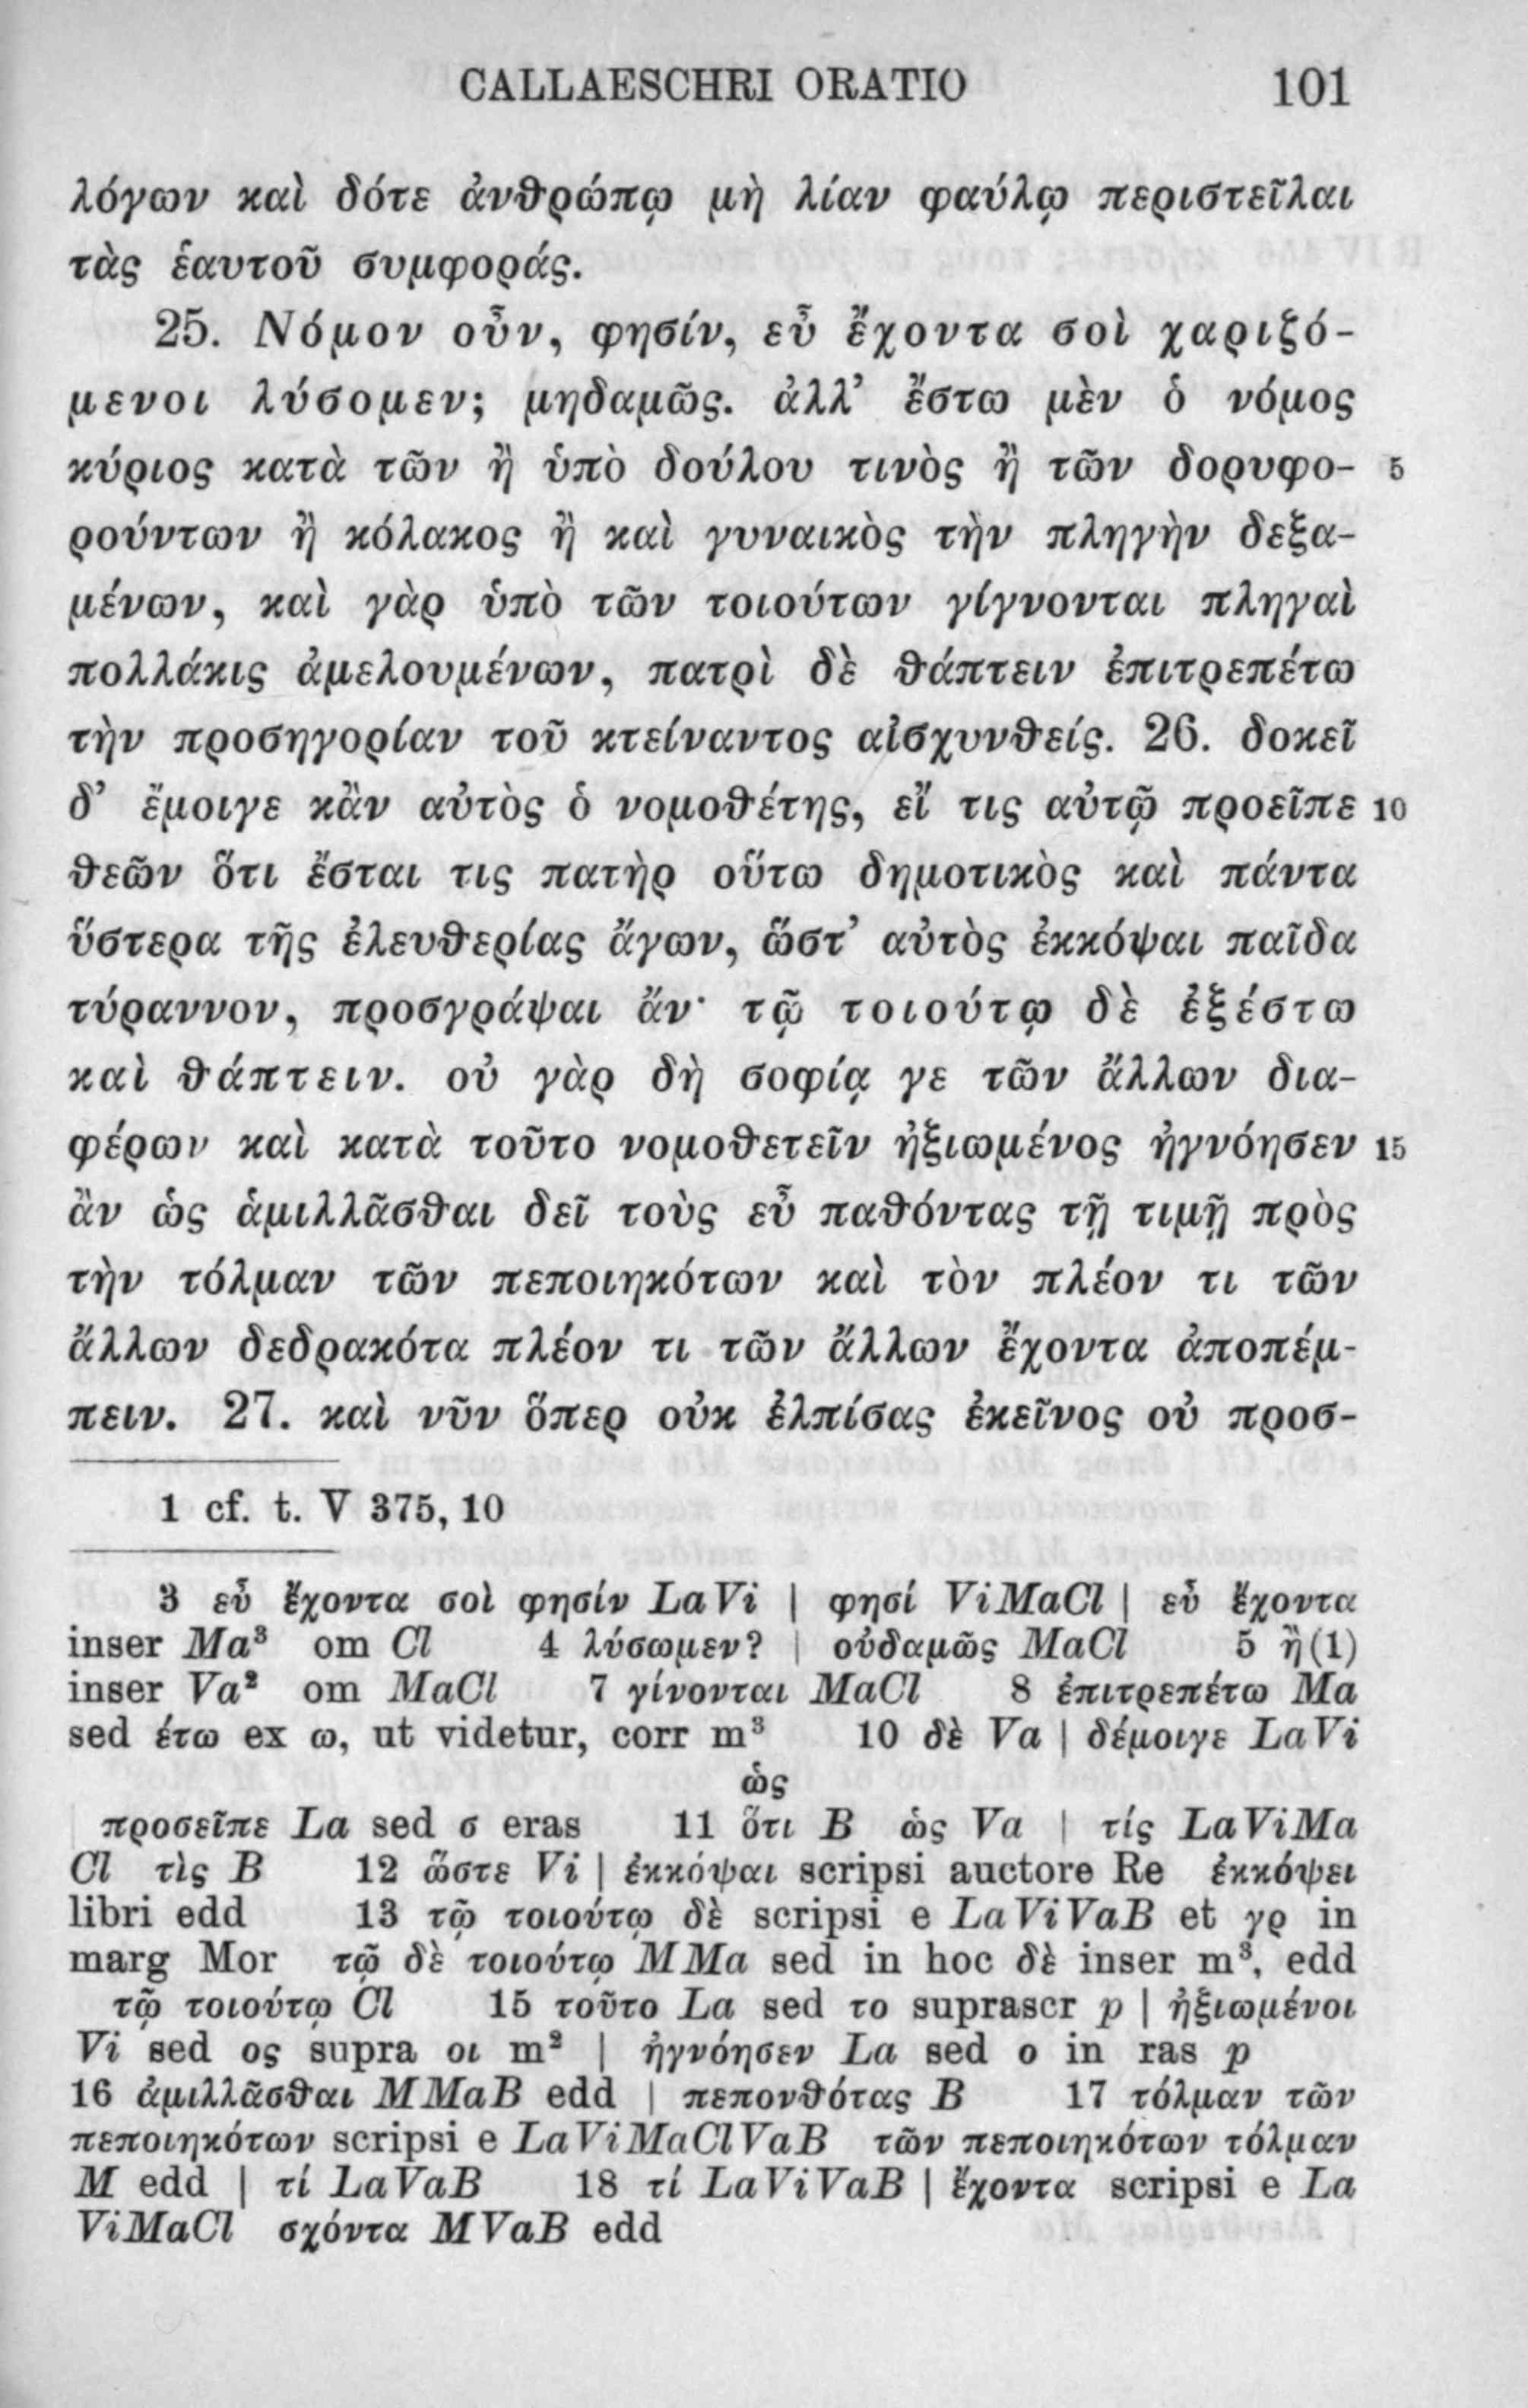 CALLAESCHRI ORATIO 101
λόγων καὶ δότε ἀνθρώπῳ μὴ λίαν φαύλῳ περιστεῖλαι
τὰς ἑαυτοῦ συμφοράς.
25. Νόμον οὖν, φησίν, εὖ ἔχοντα σοὶ χαριζό-
μενοι λύσομεν; μηδαμῶς. ἀλλ’ ἔστω μὲν ὁ νόμος
κύριος κατὰ τῶν ἢ ὑπὸ δούλου τινὸς ἢ τῶν δορυφο- 5
ρούντων ἢ κόλακος ἢ καὶ γυναικὸς τὴν πληγὴν δεξα-
μένων, καὶ γὰρ ὑπὸ τῶν τοιούτων γίγνονται πληγαὶ
πολλάκις ἀμελουμένων, πατρὶ δὲ θάπτειν ἐπιτρεπέτω
τὴν προσηγορίαν τοῦ κτείναντος αἰσχυνθείς. 26. δοκεῖ
δ’ ἔμοιγε κἂν αὐτὸς ὁ νομοθέτης, εἴ τις αὐτῷ προεῖπε 10
θεῶν ὅτι ἔσται τις πατὴρ οὕτω δημοτικὸς καὶ πάντα
ὕστερα τῆς ἐλευθερίας ἄγων, ὥστ’ αὐτὸς ἐκκόψαι παῖδα
τύραννον, προσγράψαι ἄν· τῷ τοιούτῳ δὲ ἐξέστω
καὶ θάπτειν. οὐ γὰρ δὴ σοφίᾳ γε τῶν ἄλλων δια-
φέρων καὶ κατὰ τοῦτο νομοθετεῖν ἠξιωμένος ἠγνόησεν 15
ἂν ὡς ἁμιλλᾶσθαι δεῖ τοὺς εὖ παθόντας τῇ τιμῇ πρὸς
τὴν τόλμαν τῶν πεποιηκότων καὶ τὸν πλέον τι τῶν
ἄλλων δεδρακότα πλέον τι τῶν ἄλλων ἔχοντα ἀποπέμ-
πειν. 27. καὶ νῦν ὅπερ οὐκ ἐλπίσας ἐκεῖνος οὐ προσ-
1 cf. t. V 375, 10
3 εὖ ἔχοντα σοὶ φησίν LaVi | φησί ViMaCl | εὖ ἔχοντα
inser Ma³ om Cl 4 λύσωμεν? | οὐδαμῶς MaCl 5 ἢ (1)
inser Va² om MaCl 7 γίνονται MaCl 8 ἐπιτρεπέτω Ma
sed έτω ex ω, ut videtur, corr m³ 10 δὲ Va | δέμοιγε LaVi
ὡς
προσεῖπε La sed σ eras 11 ὅτι B ὡς Va | τίς LaViMa
Cl τὶς B 12 ὥστε Vi | ἐκκόψαι scripsi auctore Re ἐκκόψει
libri edd 13 τῷ τοιούτῳ δὲ scripsi e LaViVaB et γρ in
marg Mor τῷ δὲ τοιούτῳ MMa sed in hoc δὲ inser m³, edd
τῷ τοιούτῳ Cl 15 τοῦτο La sed το suprascr p | ἠξιωμένοι
Vi sed ος supra οι m² | ἠγνόησεν La sed ο in ras p
16 ἀμιλλᾶσθαι MMaB edd | πεπονθότας B 17 τόλμαν τῶν
πεποιηκότων scripsi e LaViMaClVaB τῶν πεποιηκότων τόλμαν
M edd | τί LaVaB 18 τί LaViVaB | ἔχοντα scripsi e La
ViMaCl σχόντα MVaB edd